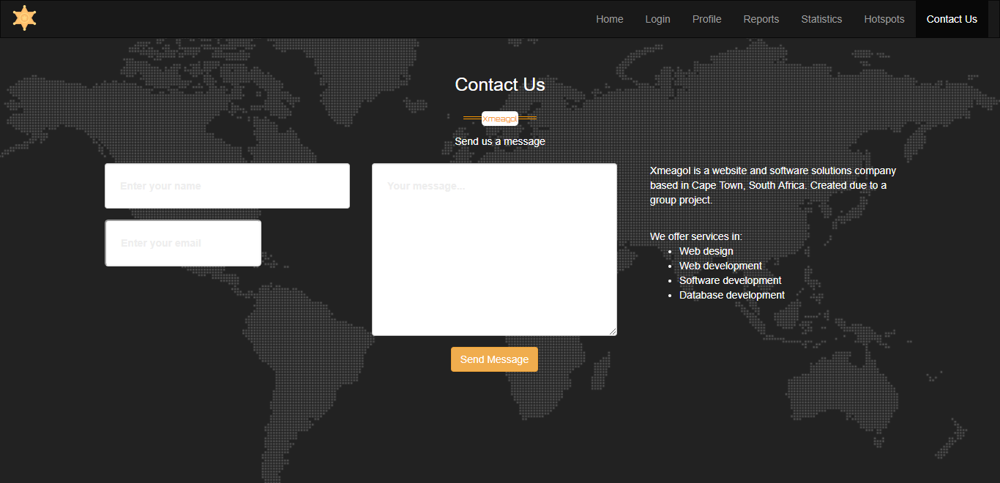 Home Login Profile Reports Statistics Hotspots Contact Us
Contact Us
Xmeagol
Send us a message
Enter your name
Enter your email
Your message...
Send Message
Xmeagol is a website and software solutions company
based in Cape Town, South Africa. Created due to a
group project.
We offer services in:
• Web design
• Web development
• Software development
• Database development